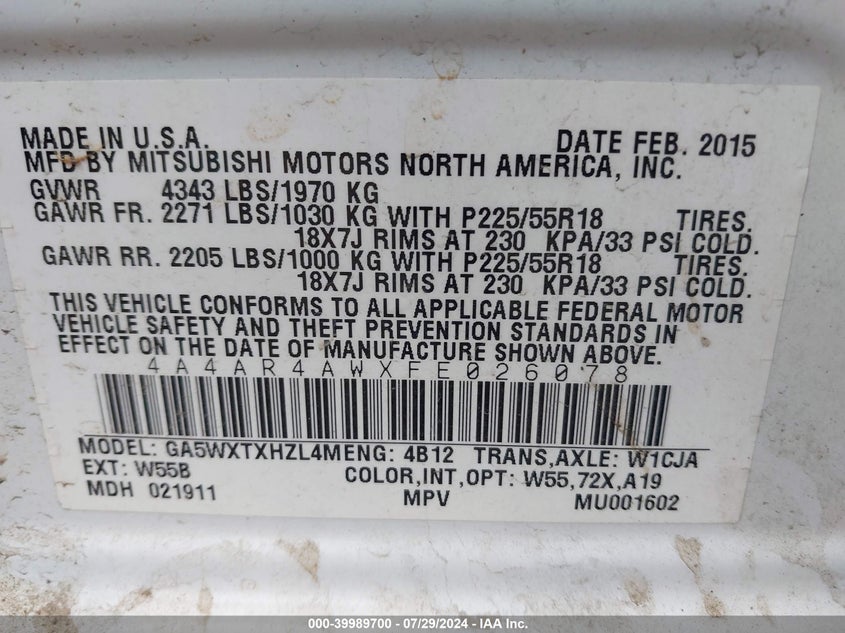 MADE IN U.S.A. DATE FEB. 2015
MFD BY MITSUBISHI MOTORS NORTH AMERICA, INC.
GVWR 4343 LBS/1970 KG
GAWR FR. 2271 LBS/1030 KG WITH P225/55R18 TIRES.
18X7J RIMS AT 230 KPA/33 PSI COLD.
GAWR RR. 2205 LBS/1000 KG WITH P225/55R18 TIRES.
18X7J RIMS AT 230 KPA/33 PSI COLD.
THIS VEHICLE CONFORMS TO ALL APPLICABLE FEDERAL MOTOR
VEHICLE SAFETY AND THEFT PREVENTION STANDARDS IN
EFFECT ON THE DATE OF MANUFACTURE SHOWN ABOVE.
4A4AR4AWXFE026078
MODEL: GA5WXTXHZL4MENG: 4B12 TRANS,AXLE: W1CJA
EXT: W55B COLOR,INT,OPT: W55,72X,A19
MDH 021911 MPV MU001602
000-39989700 - 07/29/2024 - IAA Inc.